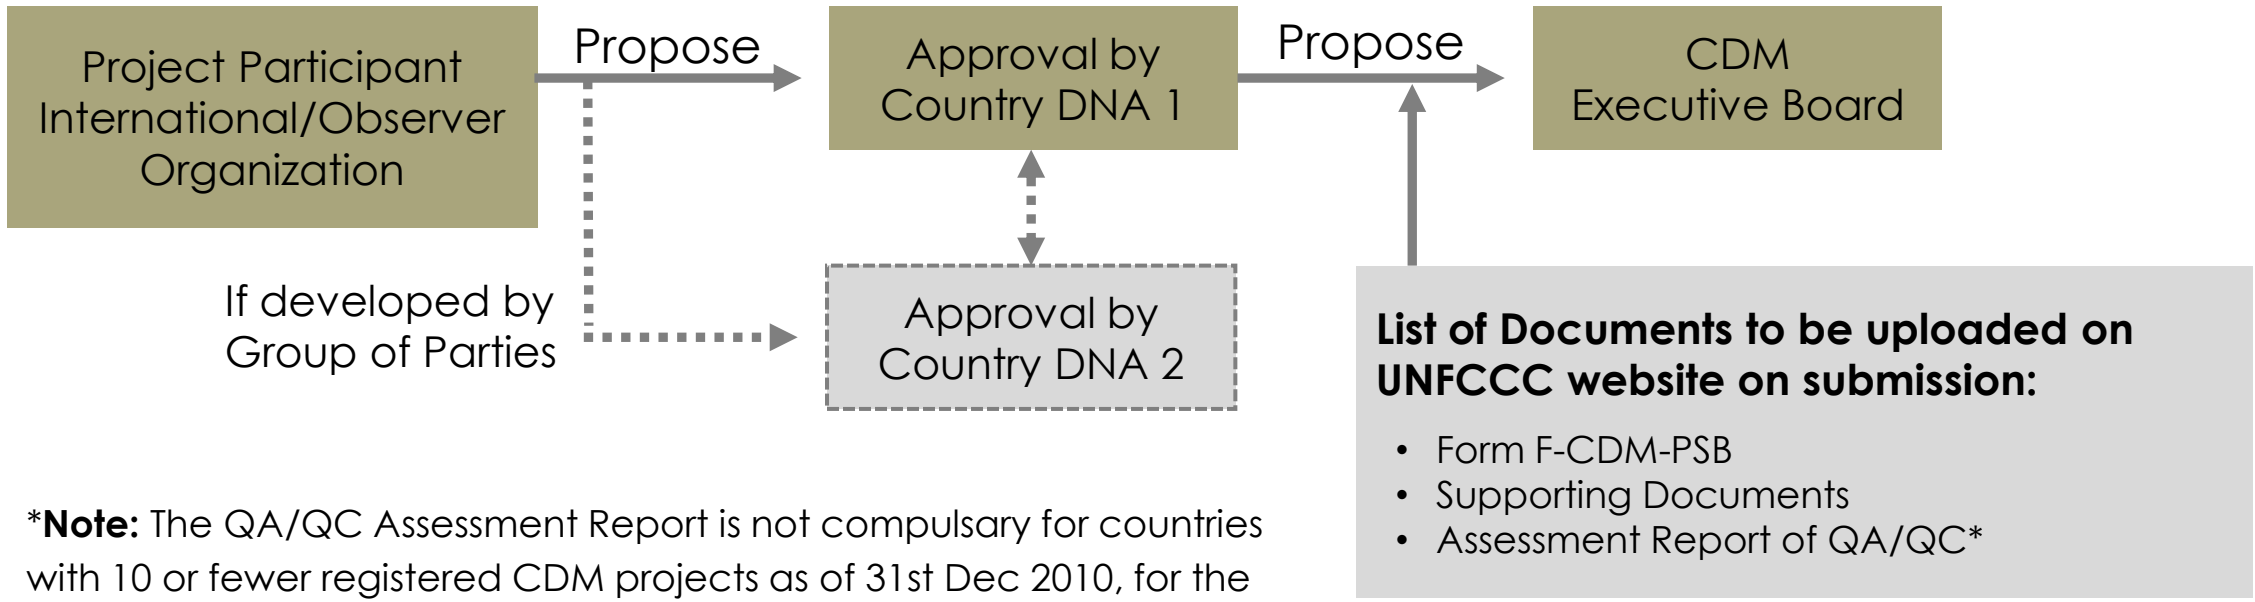 Project Participant
International/Observer
Organization
Propose
Approval by
Country DNA 1
Propose
CDM
Executive Board
If developed by
Group of Parties
Approval by
Country DNA 2
List of Documents to be uploaded on
UNFCCC website on submission:
• Form F-CDM-PSB
• Supporting Documents
• Assessment Report of QA/QC*
*Note: The QA/QC Assessment Report is not compulsary for countries
with 10 or fewer registered CDM projects as of 31st Dec 2010, for the